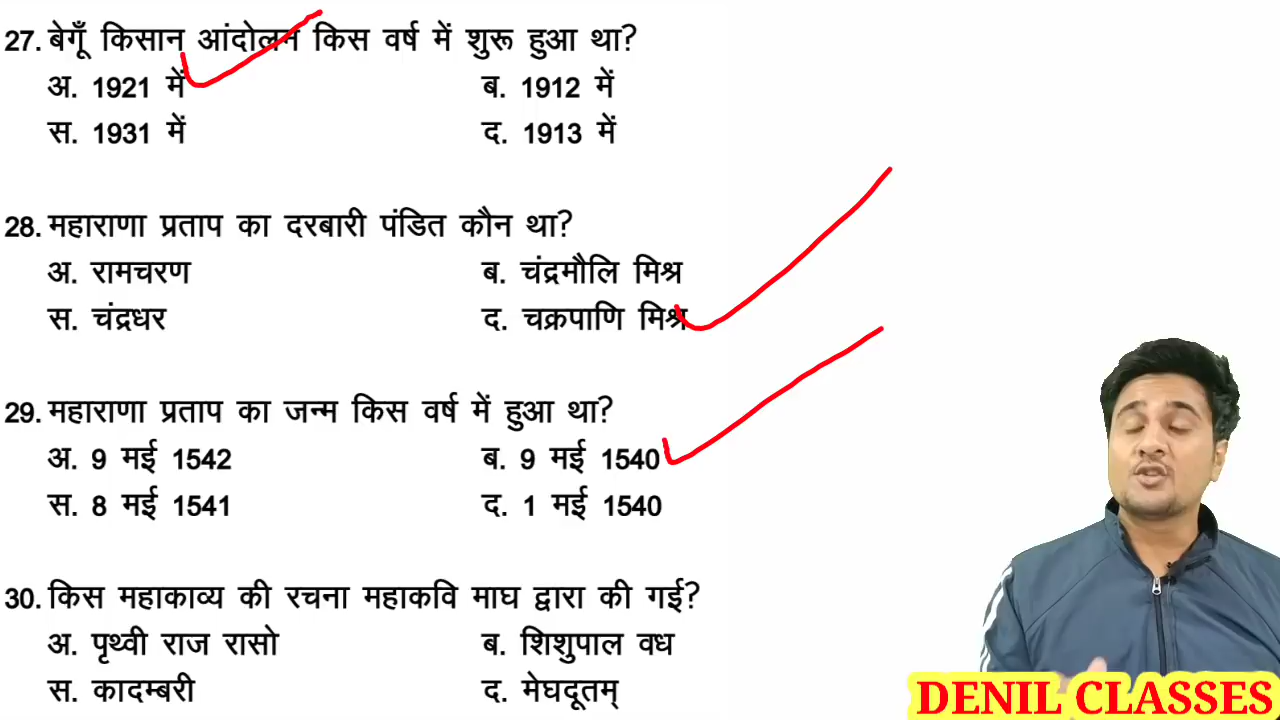 27. बेगूँ किसान आंदोलन किस वर्ष में शुरू हुआ था?
अ. 1921 में ब. 1912 में
स. 1931 में द. 1913 में
28. महाराणा प्रताप का दरबारी पंडित कौन था?
अ. रामचरण ब. चंद्रमौलि मिश्र
स. चंद्रधर द. चक्रपाणि मिश्र
29. महाराणा प्रताप का जन्म किस वर्ष में हुआ था?
अ. 9 मई 1542 ब. 9 मई 1540
स. 8 मई 1541 द. 1 मई 1540
30. किस महाकाव्य की रचना महाकवि माघ द्वारा की गई?
अ. पृथ्वी राज रासो ब. शिशुपाल वध
स. कादम्बरी द. मेघदूतम्
DENIL CLASSES